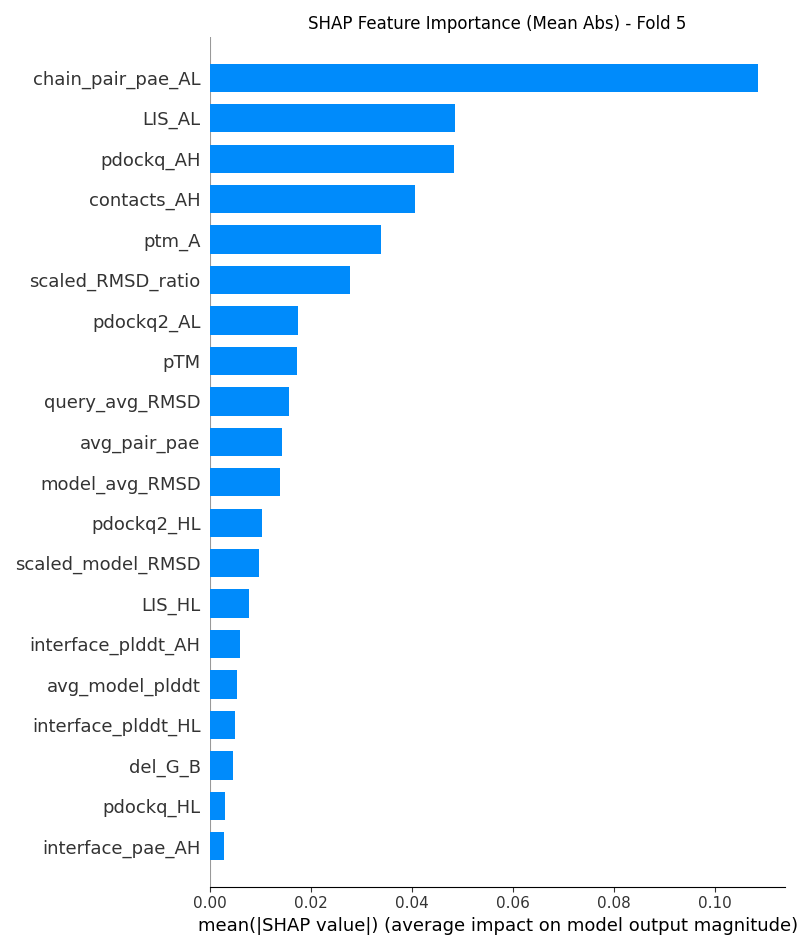 SHAP Feature Importance (Mean Abs) - Fold 5
chain_pair_pae_AL
LIS_AL
pdockq_AH
contacts_AH
ptm_A
scaled_RMSD_ratio
pdockq2_AL
pTM
query_avg_RMSD
avg_pair_pae
model_avg_RMSD
pdockq2_HL
scaled_model_RMSD
LIS_HL
interface_plddt_AH
avg_model_plddt
interface_plddt_HL
del_G_B
pdockq_HL
interface_pae_AH
0.00 0.02 0.04 0.06 0.08 0.10
mean(|SHAP value|) (average impact on model output magnitude)